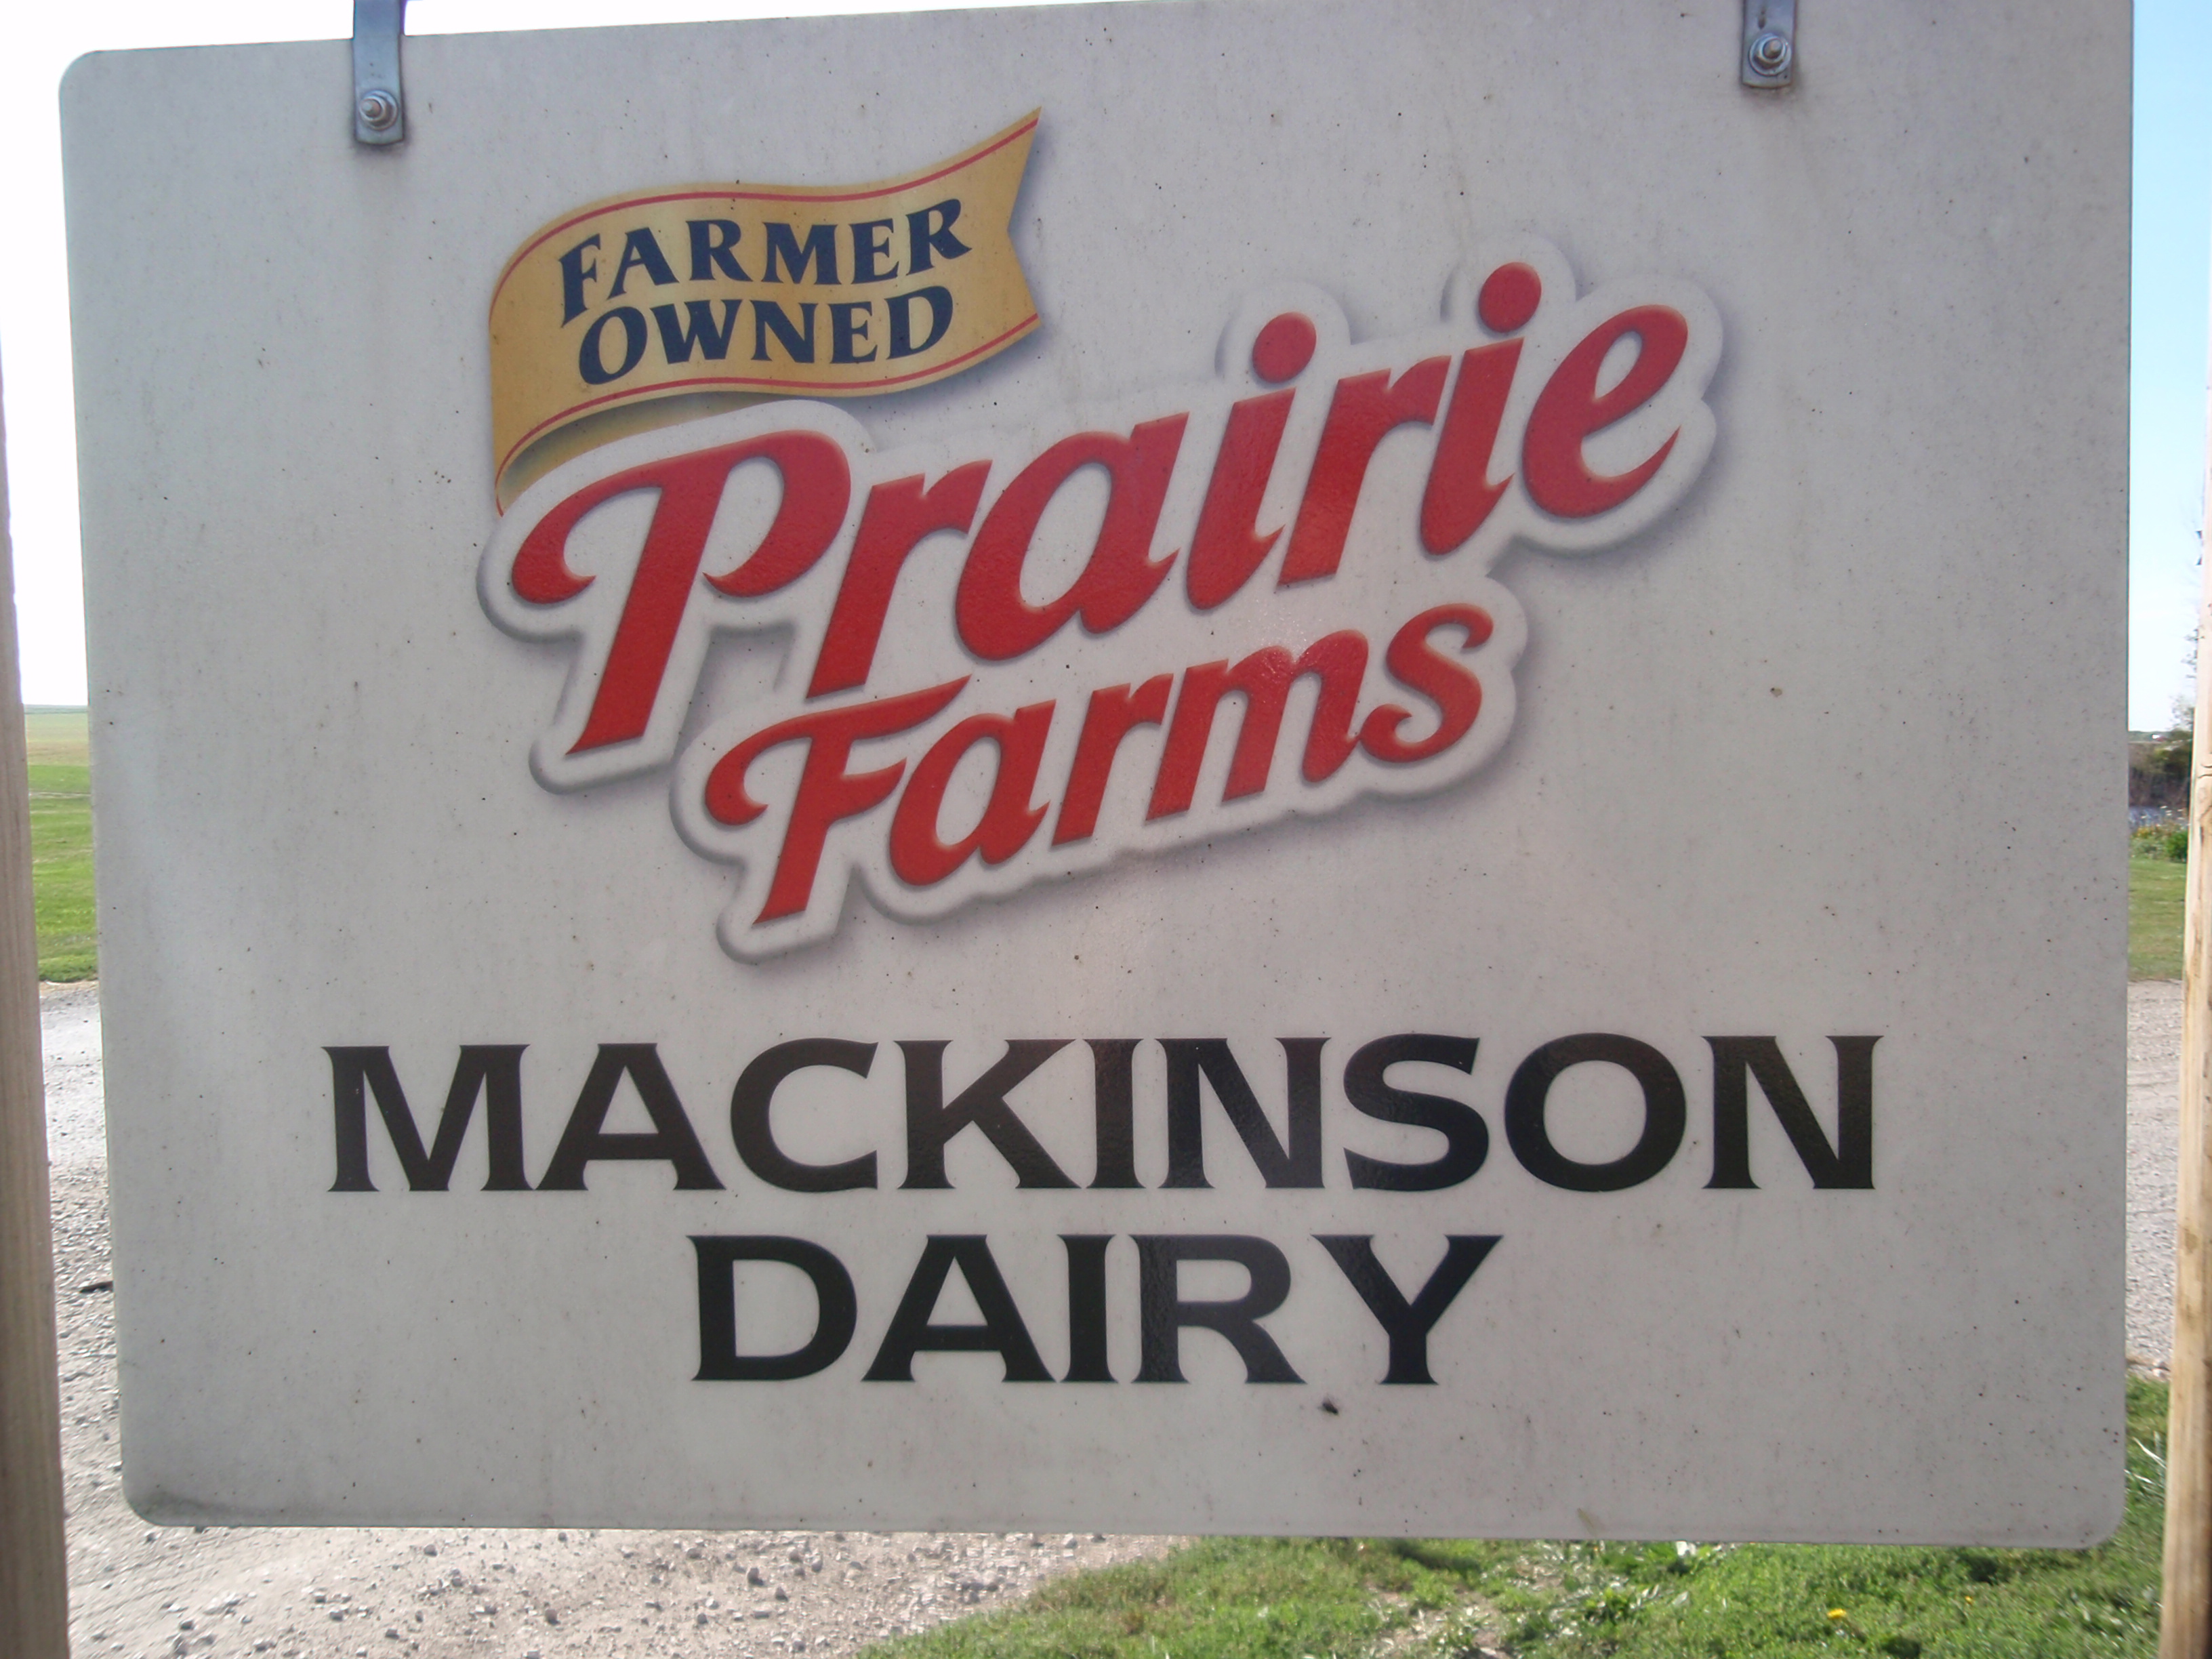 FARMER
OWNED
Prairie
Farms
MACKINSON
DAIRY